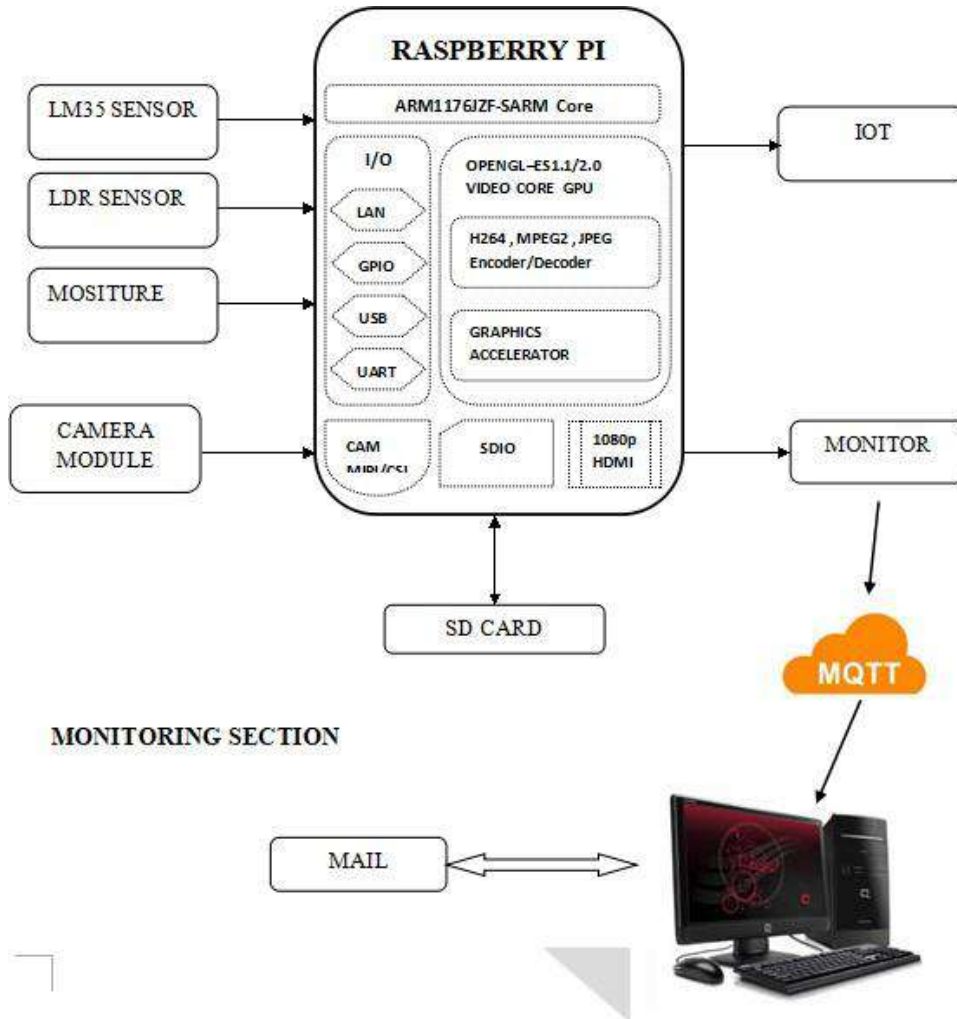 RASPBERRY PI
ARM1176JZF-SARM Core
LM35 SENSOR
LDR SENSOR
MOSITURE
CAMERA
MODULE
I/O
LAN
GPIO
USB
UART
OPENGL-ES1.1/2.0
VIDEO CORE GPU
H264 , MPEG2 , JPEG
Encoder/Decoder
GRAPHICS
ACCELERATOR
CAM
MIPI/CSI
SDIO
1080p
HDMI
IOT
MONITOR
SD CARD
MQTT
MONITORING SECTION
MAIL